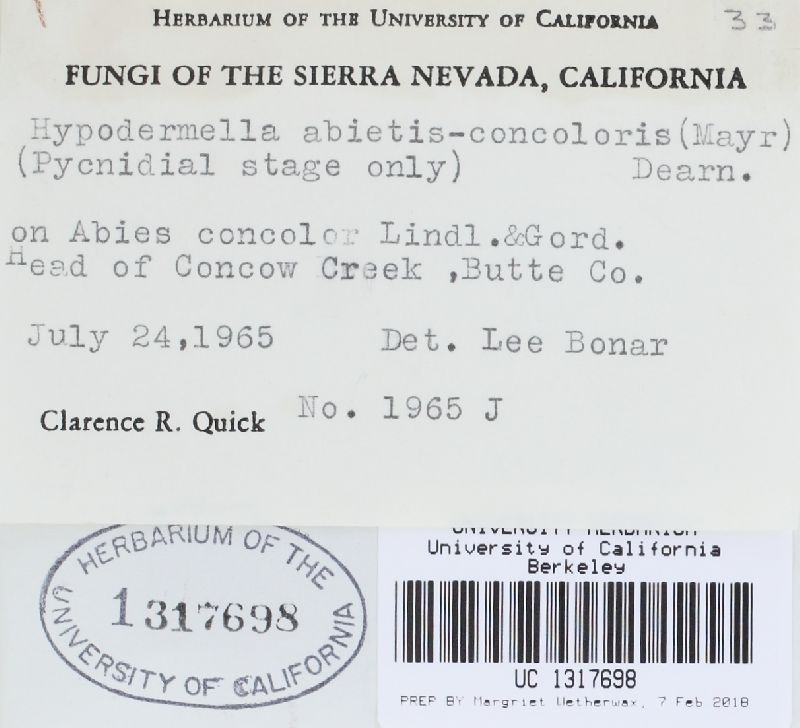 HERBARIUM OF THE UNIVERSITY OF CALIFORNIA 33
FUNGI OF THE SIERRA NEVADA, CALIFORNIA
Hypodermella abietis-concoloris(Mayr)
(Pycnidial stage only) Dearn.
on Abies concolor Lindl.&Gord.
Head of Concow Creek ,Butte Co.
July 24,1965 Det. Lee Bonar
Clarence R. Quick No. 1965 J
HERBARIUM OF THE
1317698
UNIVERSITY OF CALIFORNIA
UNIVERSITY HERBARIUM
University of California
Berkeley
UC 1317698
PREP BY Margriet Wetherwax, 7 Feb 2018